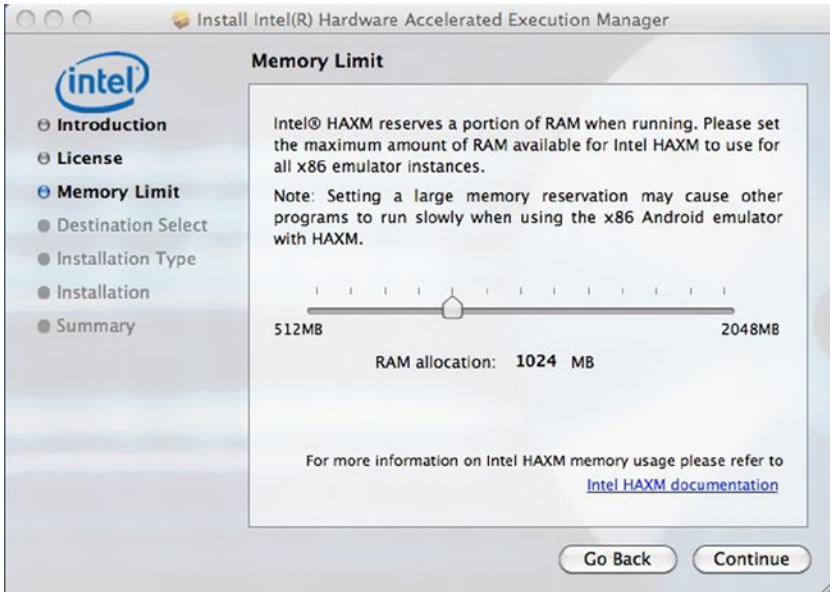 Install Intel(R) Hardware Accelerated Execution Manager
intel
Introduction
License
Memory Limit
Destination Select
Installation Type
Installation
Summary
Memory Limit
Intel® HAXM reserves a portion of RAM when running. Please set
the maximum amount of RAM available for Intel HAXM to use for
all x86 emulator instances.
Note: Setting a large memory reservation may cause other
programs to run slowly when using the x86 Android emulator
with HAXM.
512MB 2048MB
RAM allocation: 1024 MB
For more information on Intel HAXM memory usage please refer to
Intel HAXM documentation
Go Back Continue